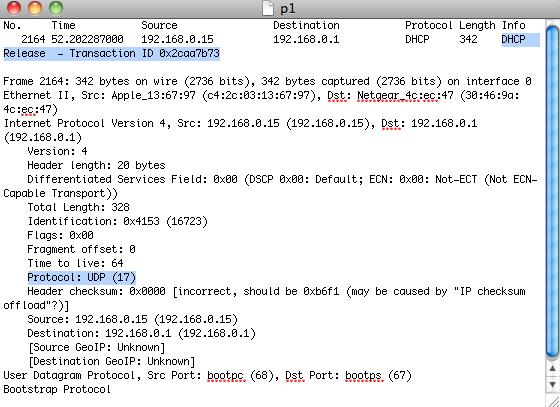 p1
No. Time Source Destination Protocol Length Info
2164 52.202287000 192.168.0.15 192.168.0.1 DHCP 342 DHCP
Release  – Transaction ID 0x2caa7b73
Frame 2164: 342 bytes on wire (2736 bits), 342 bytes captured (2736 bits) on interface 0
Ethernet II, Src: Apple_13:67:97 (c4:2c:03:13:67:97), Dst: Netgear_4c:ec:47 (30:46:9a:
4c:ec:47)
Internet Protocol Version 4, Src: 192.168.0.15 (192.168.0.15), Dst: 192.168.0.1
(192.168.0.1)
Version: 4
Header length: 20 bytes
Differentiated Services Field: 0x00 (DSCP 0x00: Default; ECN: 0x00: Not-ECT (Not ECN-
Capable Transport))
Total Length: 328
Identification: 0x4153 (16723)
Flags: 0x00
Fragment offset: 0
Time to live: 64
Protocol: UDP (17)
Header checksum: 0x0000 [incorrect, should be 0xb6f1 (may be caused by "IP checksum
offload"?)]
Source: 192.168.0.15 (192.168.0.15)
Destination: 192.168.0.1 (192.168.0.1)
[Source GeoIP: Unknown]
[Destination GeoIP: Unknown]
User Datagram Protocol, Src Port: bootpc (68), Dst Port: bootps (67)
Bootstrap Protocol